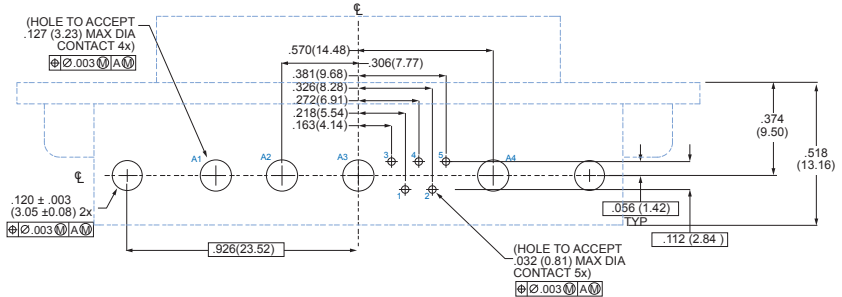 ℄
(HOLE TO ACCEPT
.127 (3.23) MAX DIA
CONTACT 4x)
⌖ Ø.003 Ⓜ A Ⓜ
.570(14.48)
.306(7.77)
.381(9.68)
.326(8.28)
.272(6.91)
.218(5.54)
.163(4.14)
.374
(9.50)
.518
(13.16)
A1
A2
A3
3
4
5
A4
℄
1
2
.120 ± .003
(3.05 ±0.08) 2x
⌖ Ø.003 Ⓜ A Ⓜ
.056 (1.42)
TYP
.112 (2.84 )
.926(23.52)
(HOLE TO ACCEPT
.032 (0.81) MAX DIA
CONTACT 5x)
⌖ Ø.003 Ⓜ A Ⓜ